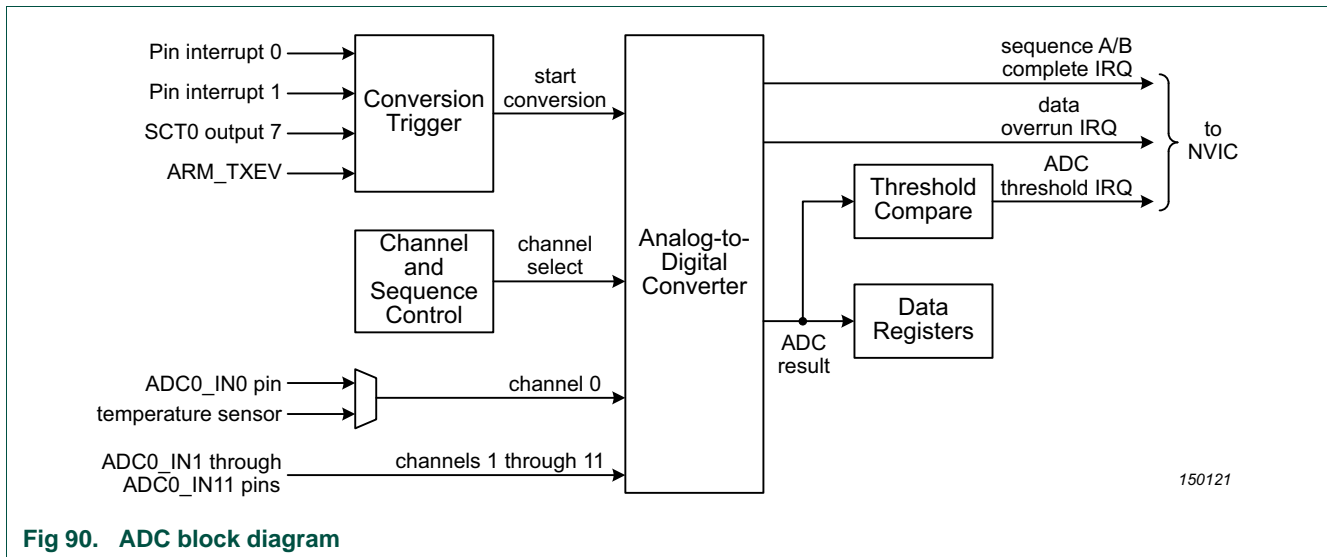 Pin interrupt 0
Pin interrupt 1
SCT0 output 7
ARM_TXEV
Conversion
Trigger
start
conversion
Channel
and
Sequence
Control
channel
select
ADC0_IN0 pin
temperature sensor
channel 0
ADC0_IN1 through
ADC0_IN11 pins
channels 1 through 11
Analog-to-
Digital
Converter
sequence A/B
complete IRQ
data
overrun IRQ
ADC
threshold IRQ
to
NVIC
Threshold
Compare
Data
Registers
ADC
result
150121
Fig 90. ADC block diagram